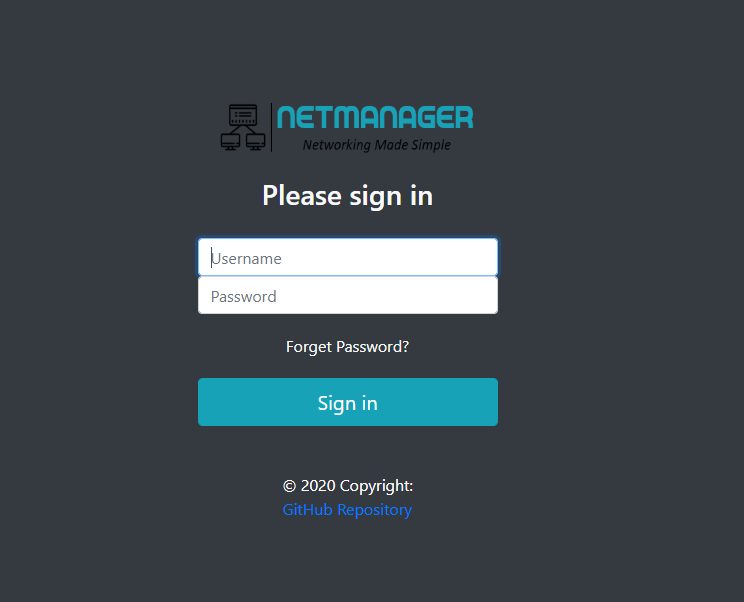 NETMANAGER
Networking Made Simple
Please sign in
Username
Password
Forget Password?
Sign in
© 2020 Copyright:
GitHub Repository